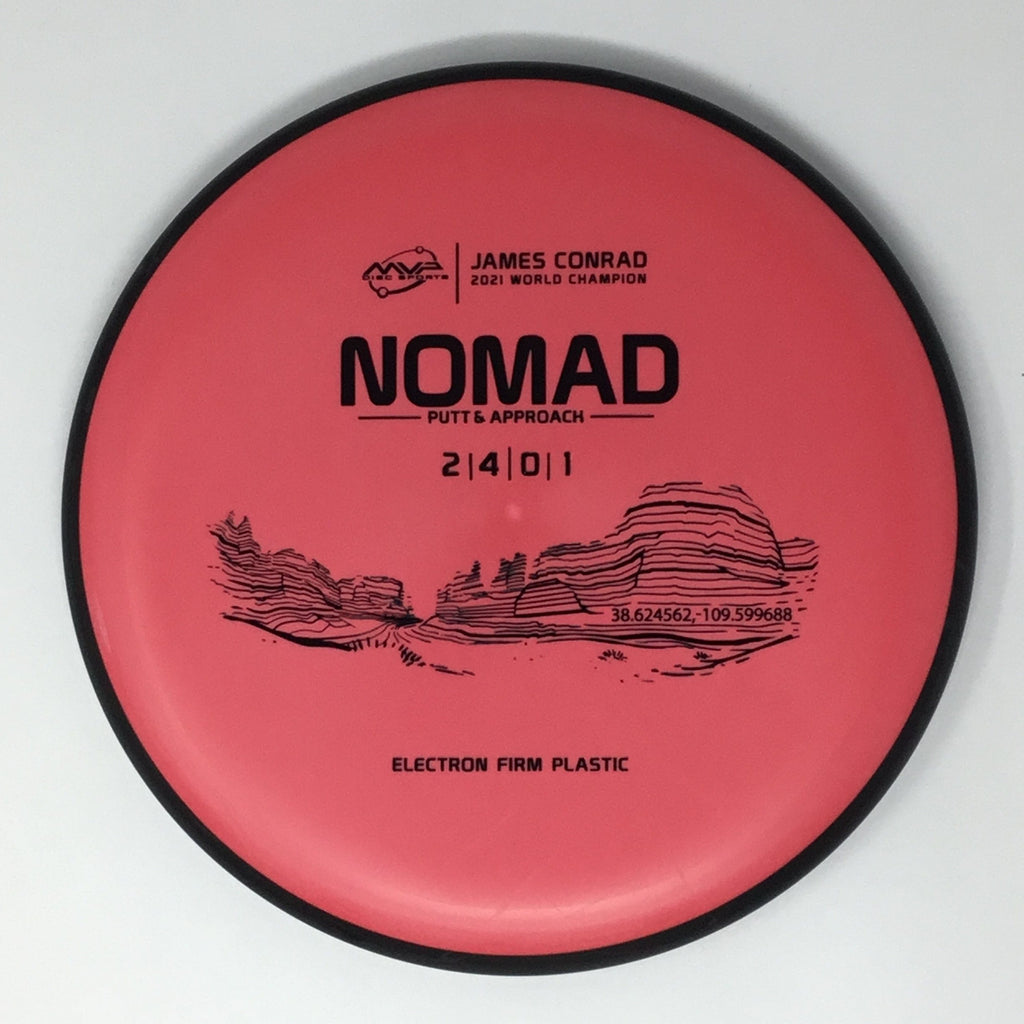 MVP
DISC SPORTS
JAMES CONRAD
2021 WORLD CHAMPION
NOMAD
PUTT & APPROACH
2|4|0|1
38.624562,-109.599688
ELECTRON FIRM PLASTIC